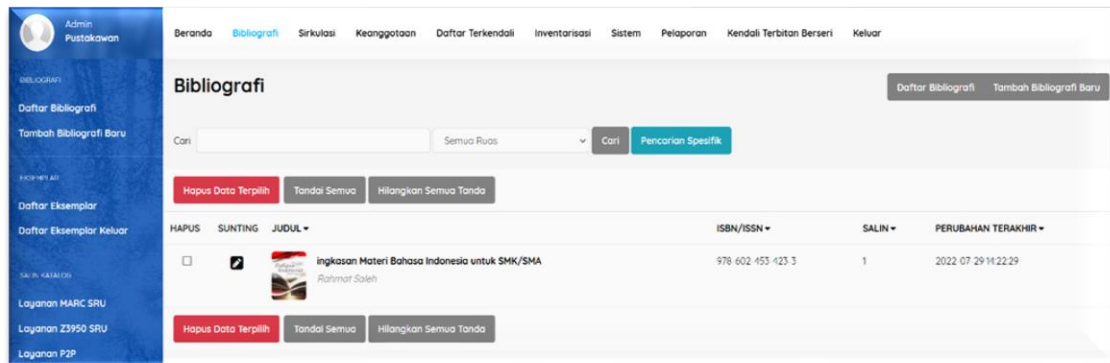 Admin
Pustakawan
Beranda Bibliografi Sirkulasi Keanggotaan Daftar Terkendali Inventarisasi Sistem Pelaporan Kendali Terbitan Berseri Keluar
BIBLIOGRAFI
Daftar Bibliografi
Tambah Bibliografi Baru
EKSEMPLAR
Daftar Eksemplar
Daftar Eksemplar Keluar
SALIN KATALOG
Layanan MARC SRU
Layanan Z3950 SRU
Layanan P2P
Bibliografi
Daftar Bibliografi Tambah Bibliografi Baru
Cari Semua Ruas Cari Pencarian Spesifik
Hapus Data Terpilih Tandai Semua Hilangkan Semua Tanda
HAPUS SUNTING JUDUL ISBN/ISSN SALIN PERUBAHAN TERAKHIR
ingkasan Materi Bahasa Indonesia untuk SMK/SMA 978-602-453-423-3 1 2022-07-29 14:22:29
Rahmat Saleh
Hapus Data Terpilih Tandai Semua Hilangkan Semua Tanda